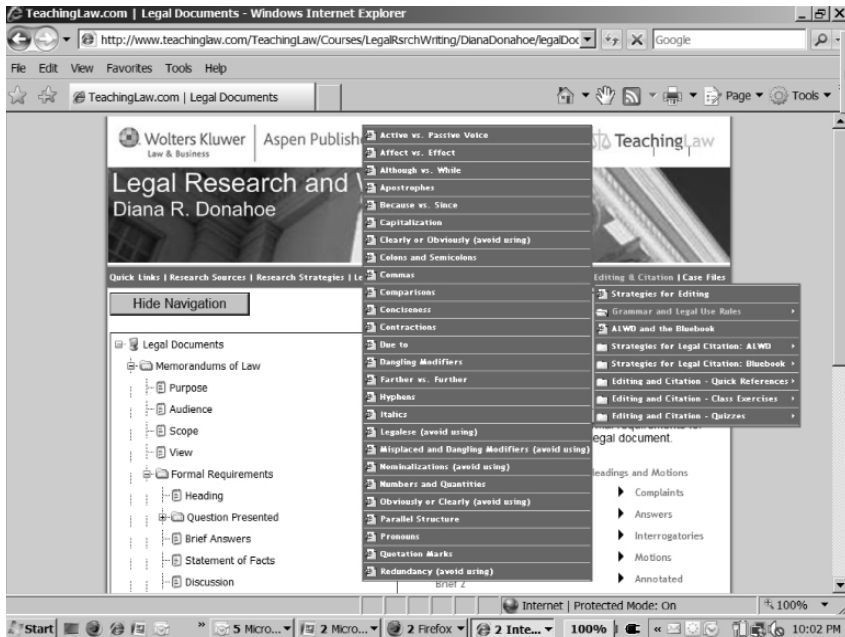 TeachingLaw.com | Legal Documents - Windows Internet Explorer
http://www.teachinglaw.com/TeachingLaw/Courses/LegalRsrchWriting/DianaDonahoe/legalDoc
Google
File Edit View Favorites Tools Help
TeachingLaw.com | Legal Documents
Page Tools
Wolters Kluwer
Law & Business
Aspen Publish
TeachingLaw
Legal Research and W
Diana R. Donahoe
Quick Links | Research Sources | Research Strategies | Le
Editing & Citation | Case Files
Hide Navigation
Legal Documents
Memorandums of Law
Purpose
Audience
Scope
View
Formal Requirements
Heading
Question Presented
Brief Answers
Statement of Facts
Discussion
Active vs. Passive Voice
Affect vs. Effect
Although vs. While
Apostrophes
Because vs. Since
Capitalization
Clearly or Obviously (avoid using)
Colons and Semicolons
Commas
Comparisons
Conciseness
Contractions
Due to
Dangling Modifiers
Farther vs. Further
Hyphens
Italics
Legalese (avoid using)
Misplaced and Dangling Modifiers (avoid using)
Nominalizations (avoid using)
Numbers and Quantities
Obviously or Clearly (avoid using)
Parallel Structure
Pronouns
Quotation Marks
Redundancy (avoid using)
Brief 2
Strategies for Editing
Grammar and Legal Use Rules
ALWD and the Bluebook
Strategies for Legal Citation: ALWD
Strategies for Legal Citation: Bluebook
Editing and Citation - Quick References
Editing and Citation - Class Exercises
Editing and Citation - Quizzes
egal document.
eadings and Motions
Complaints
Answers
Interrogatories
Motions
Annotated
Internet | Protected Mode: On
100%
Start
5 Micro...
2 Micro...
2 Firefox
2 Inte...
100%
10:02 PM